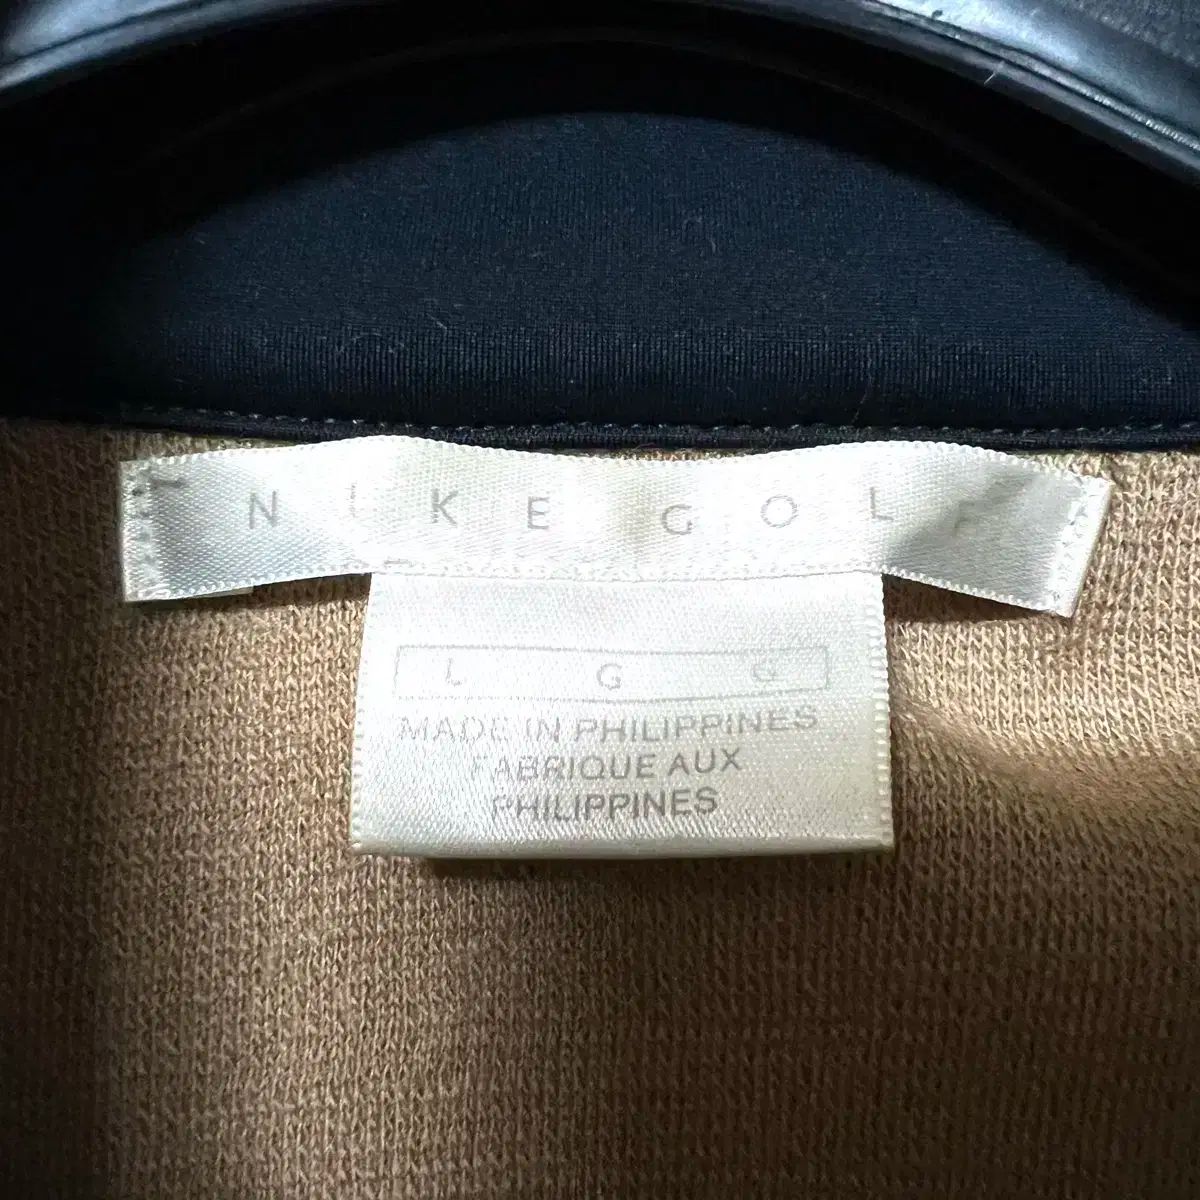 NIKE GOLF
L G G
MADE IN PHILIPPINES
FABRIQUE AUX
PHILIPPINES